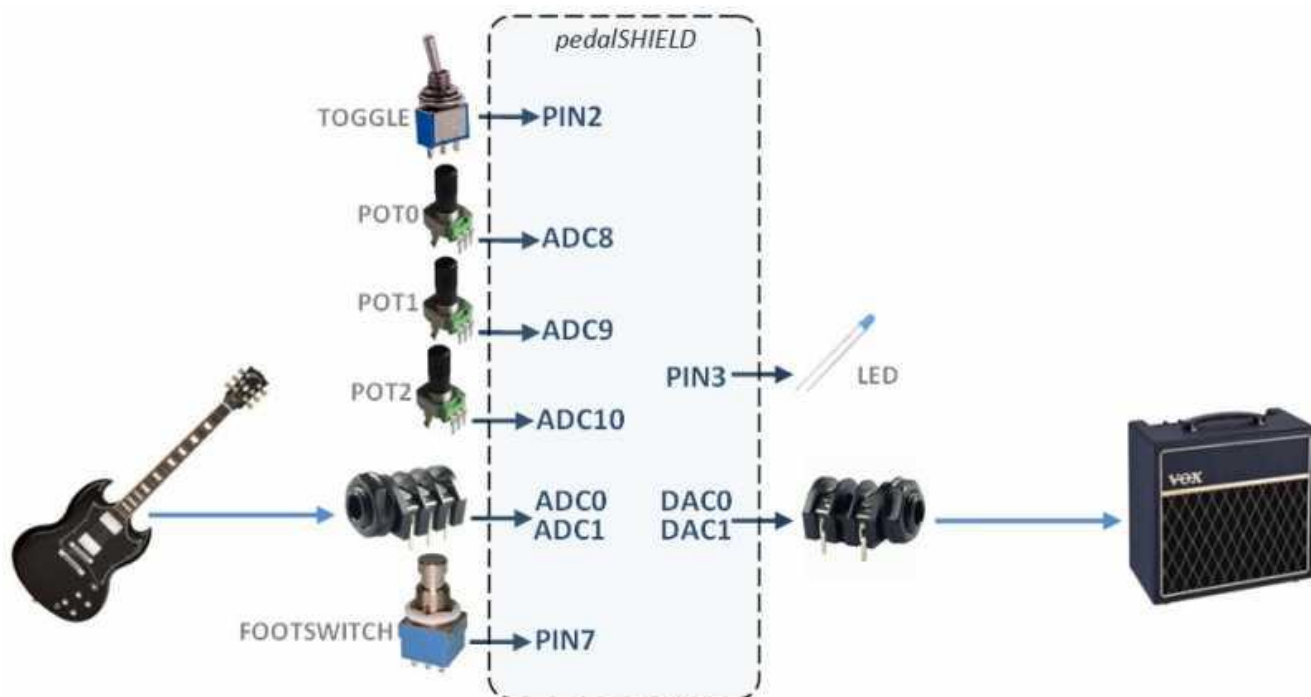 pedalSHIELD
TOGGLE
PIN2
POT0
ADC8
POT1
ADC9
PIN3
LED
POT2
ADC10
VOX
ADC0
ADC1
DAC0
DAC1
FOOTSWITCH
PIN7